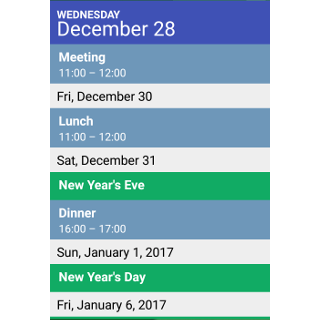 WEDNESDAY
December 28
Meeting
11:00 – 12:00
Fri, December 30
Lunch
11:00 – 12:00
Sat, December 31
New Year's Eve
Dinner
16:00 – 17:00
Sun, January 1, 2017
New Year's Day
Fri, January 6, 2017